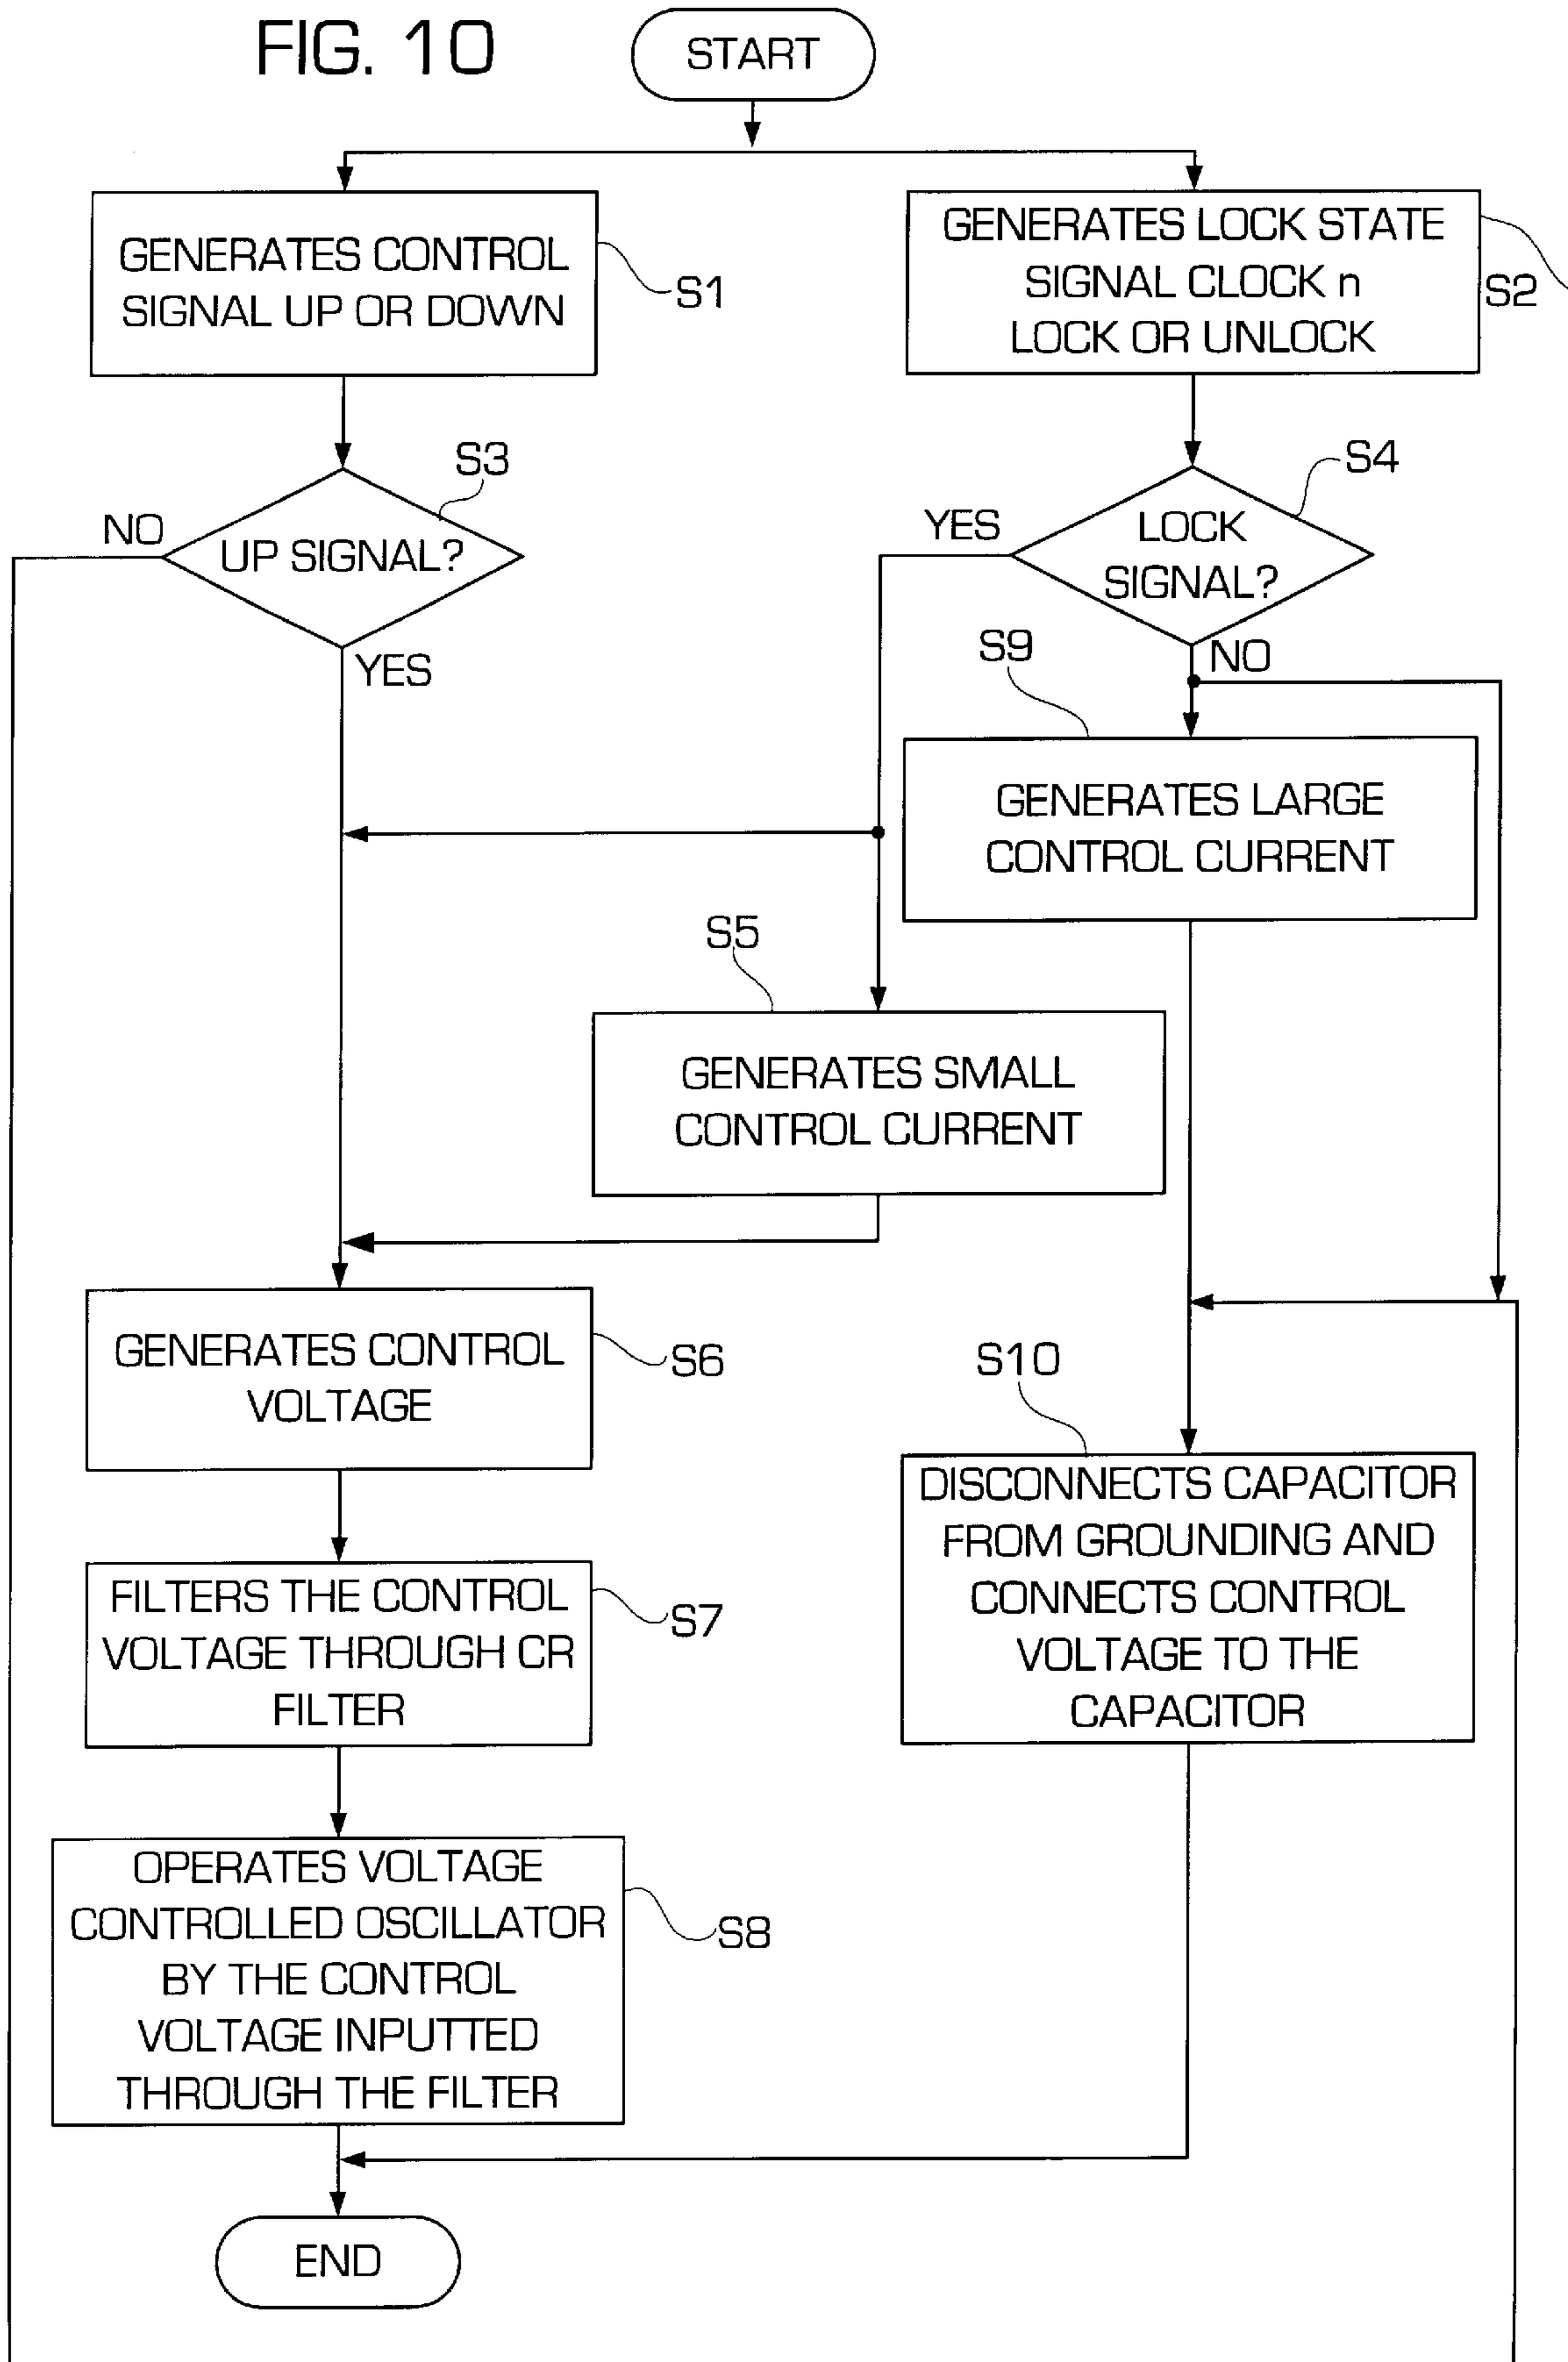 FIG. 10
START
GENERATES CONTROL
SIGNAL UP OR DOWN
S1
GENERATES LOCK STATE
SIGNAL CLOCK n
LOCK OR UNLOCK
S2
S3
NO
UP SIGNAL?
YES
S4
YES
LOCK
SIGNAL?
NO
S9
GENERATES LARGE
CONTROL CURRENT
S5
GENERATES SMALL
CONTROL CURRENT
GENERATES CONTROL
VOLTAGE
S6
S10
DISCONNECTS CAPACITOR
FROM GROUNDING AND
CONNECTS CONTROL
VOLTAGE TO THE
CAPACITOR
FILTERS THE CONTROL
VOLTAGE THROUGH CR
FILTER
S7
OPERATES VOLTAGE
CONTROLLED OSCILLATOR
BY THE CONTROL
VOLTAGE INPUTTED
THROUGH THE FILTER
S8
END